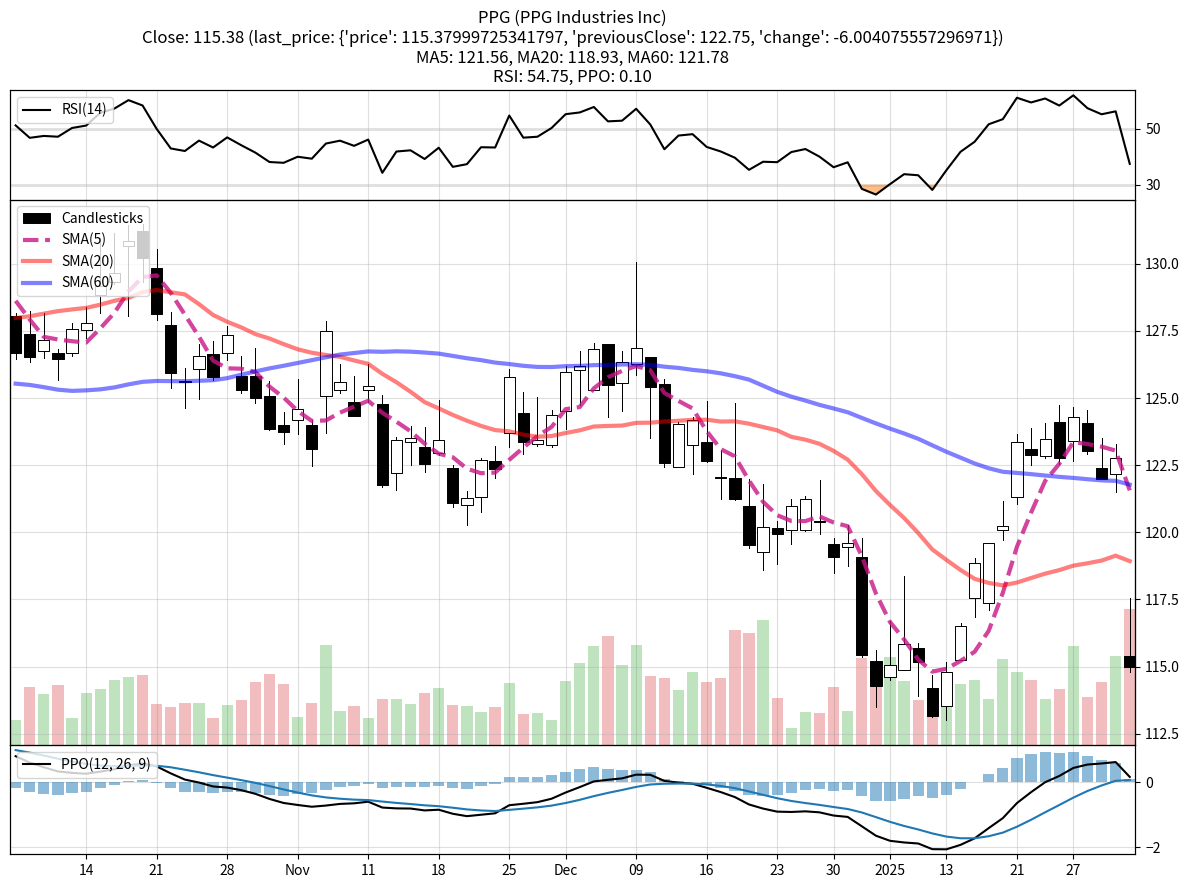 PPG (PPG Industries Inc)
Close: 115.38 (last_price: {'price': 115.37999725341797, 'previousClose': 122.75, 'change': -6.004075557296971})
MA5: 121.56, MA20: 118.93, MA60: 121.78
RSI: 54.75, PPO: 0.10
RSI(14)
50
30
Candlesticks
SMA(5)
SMA(20)
SMA(60)
130.0
127.5
125.0
122.5
120.0
117.5
115.0
112.5
PPO(12, 26, 9)
0
−2
14 21 28 Nov 11 18 25 Dec 09 16 23 30 2025 13 21 27